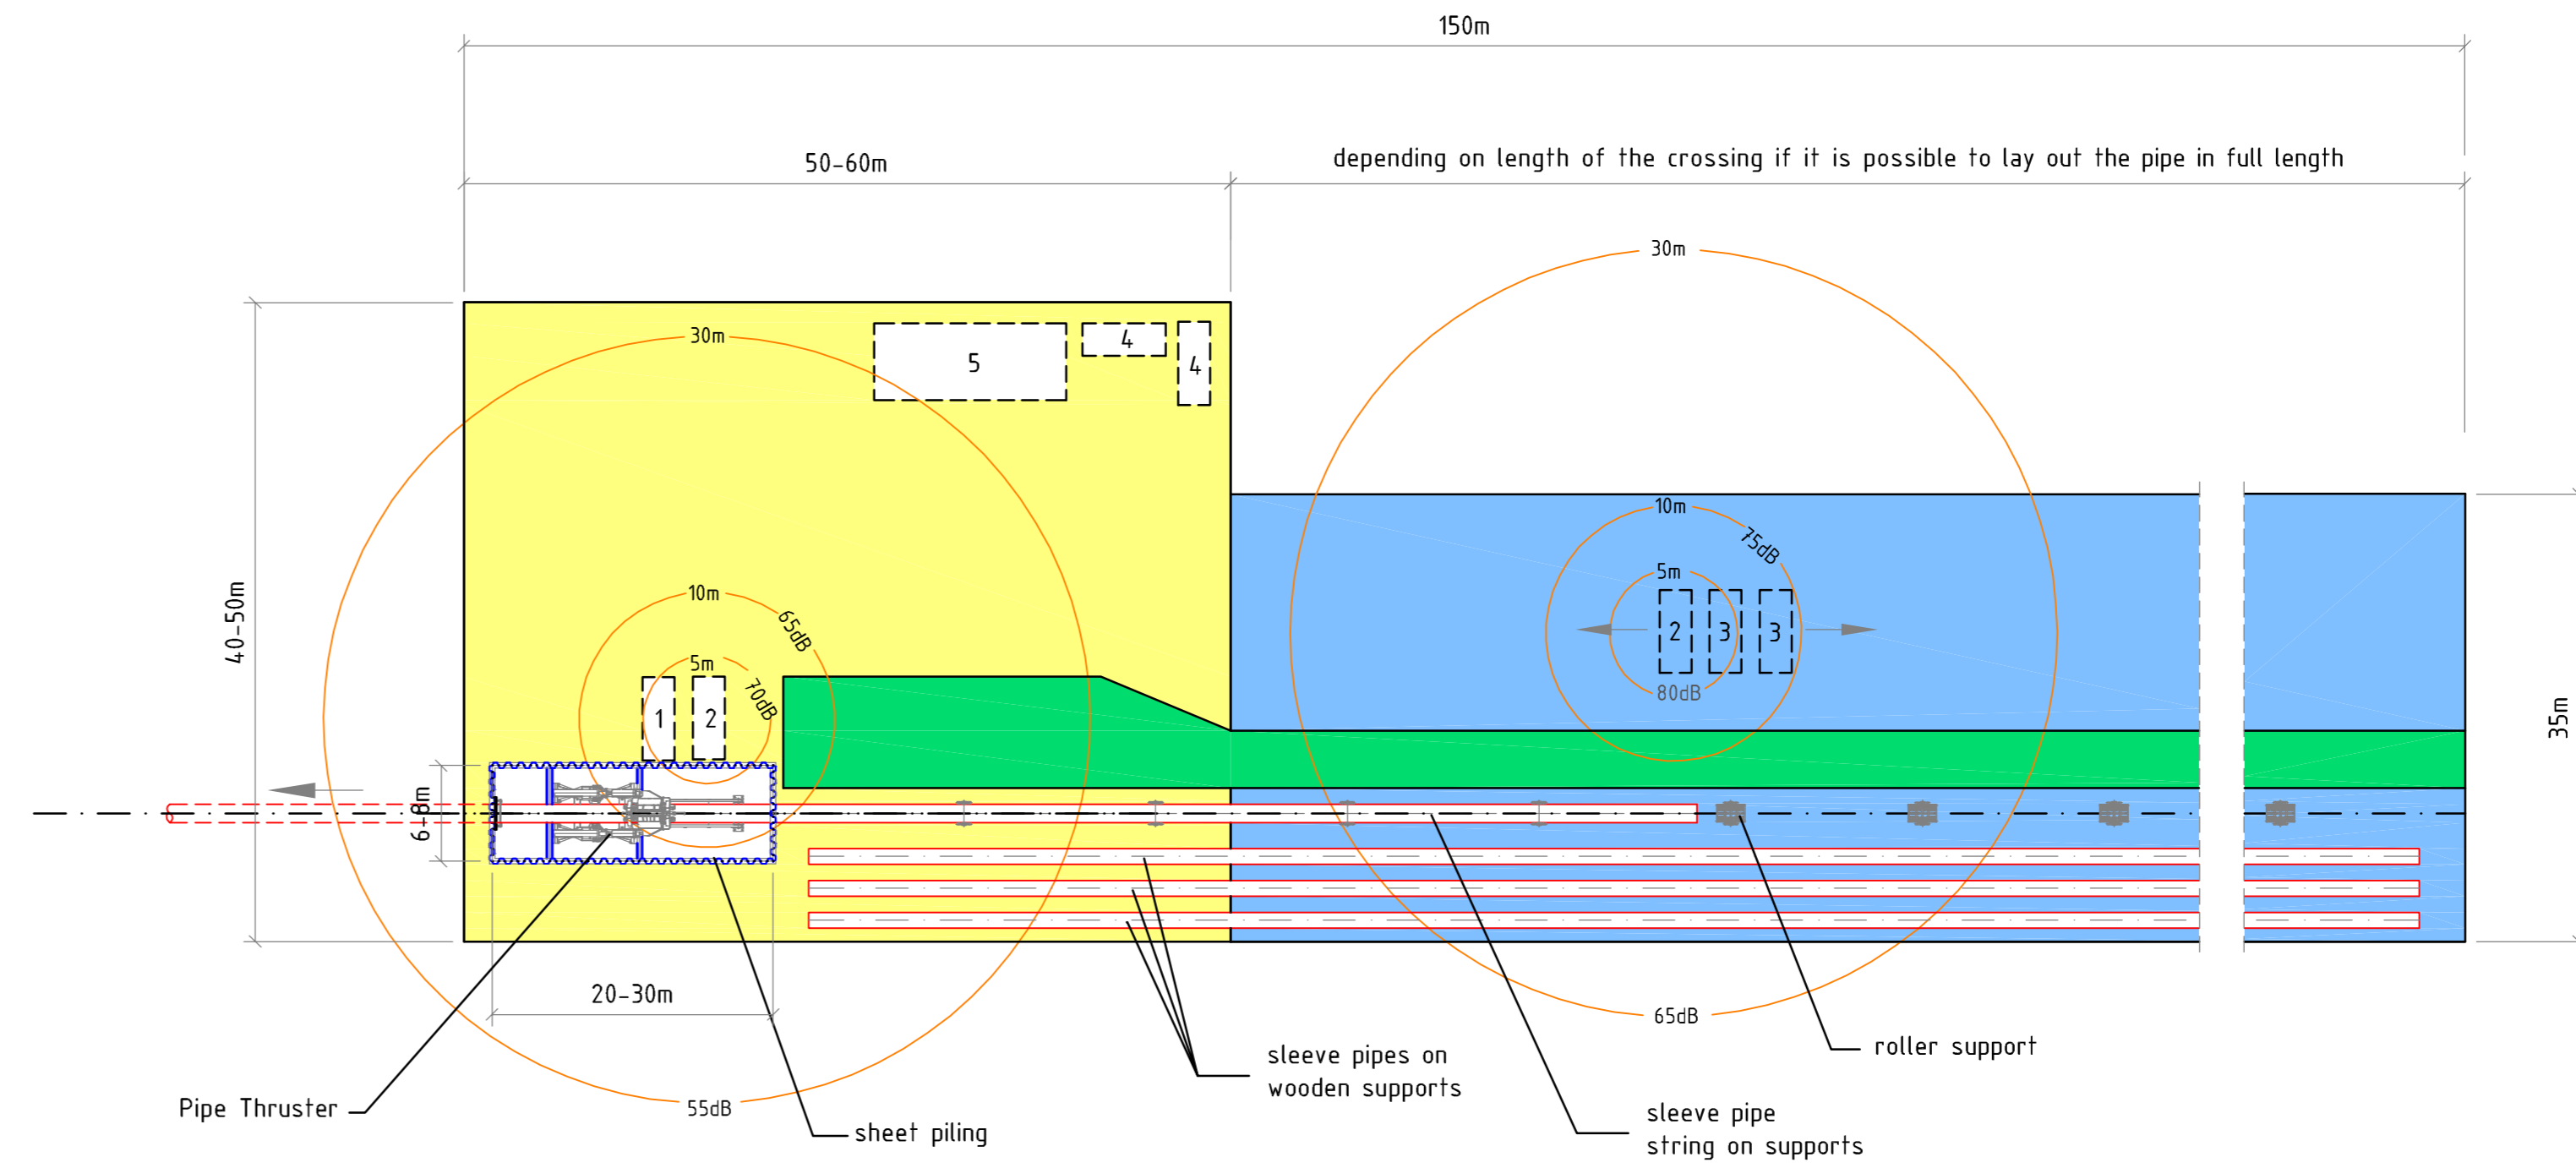 150m
50-60m
depending on length of the crossing if it is possible to lay out the pipe in full length
30m
30m
5
4
4
10m
75dB
5m
2
3
3
80dB
10m
65dB
5m
70dB
1
2
40-50m
35m
6-8m
20-30m
65dB
55dB
Pipe Thruster
sheet piling
sleeve pipes on
wooden supports
roller support
sleeve pipe
string on supports